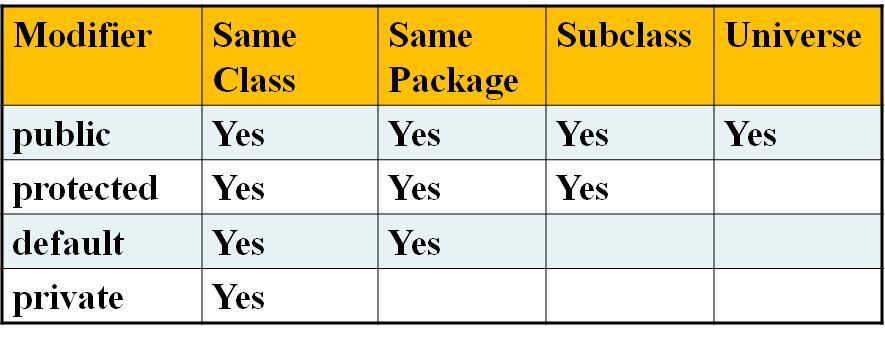 Modifier Same Class Same Package Subclass Universe
public Yes Yes Yes Yes
protected Yes Yes Yes
default Yes Yes
private Yes